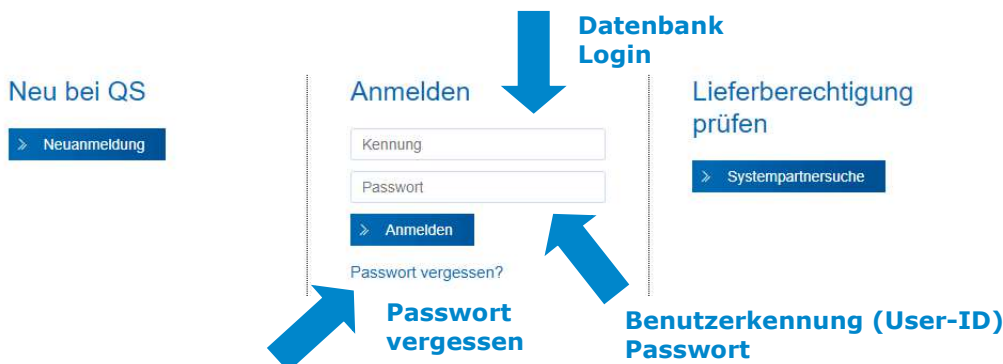 Datenbank
Login
Neu bei QS
Neuanmeldung
Anmelden
Kennung
Passwort
Anmelden
Passwort vergessen?
Lieferberechtigung
prüfen
Systempartnersuche
Passwort
vergessen
Benutzerkennung (User-ID)
Passwort